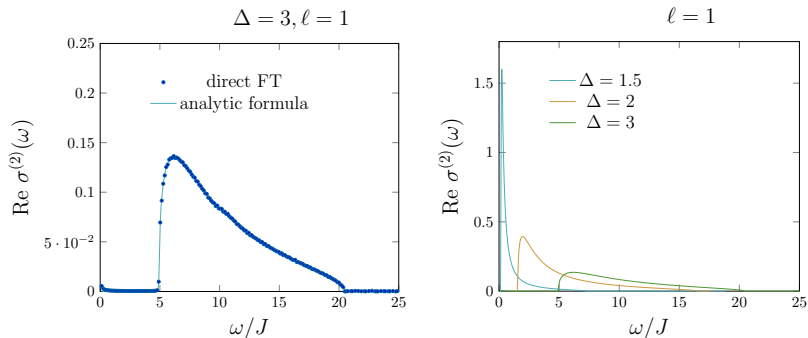 Δ = 3, ℓ = 1
0.25
0.2
0.15
0.1
5 · 10⁻²
0
Re σ⁽²⁾(ω)
direct FT
analytic formula
0 5 10 15 20 25
ω/J
ℓ = 1
1.5
1
0.5
0
Re σ⁽²⁾(ω)
Δ = 1.5
Δ = 2
Δ = 3
0 5 10 15 20 25
ω/J